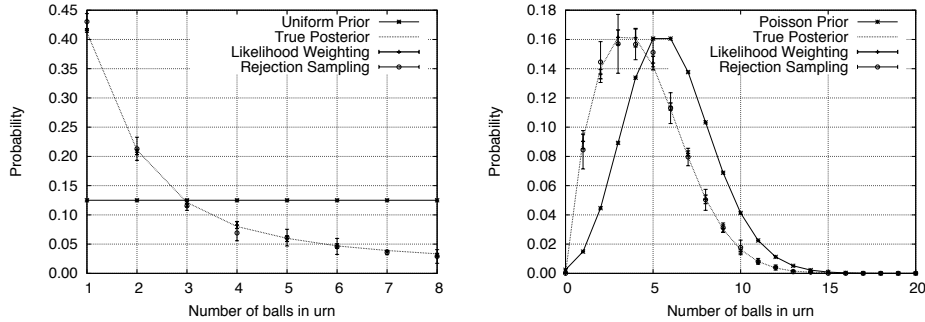 Probability
0.45
0.40
0.35
0.30
0.25
0.20
0.15
0.10
0.05
0.00
Uniform Prior
True Posterior
Likelihood Weighting
Rejection Sampling
1 2 3 4 5 6 7 8
Number of balls in urn
Probability
0.18
0.16
0.14
0.12
0.10
0.08
0.06
0.04
0.02
0.00
Poisson Prior
True Posterior
Likelihood Weighting
Rejection Sampling
0 5 10 15 20
Number of balls in urn